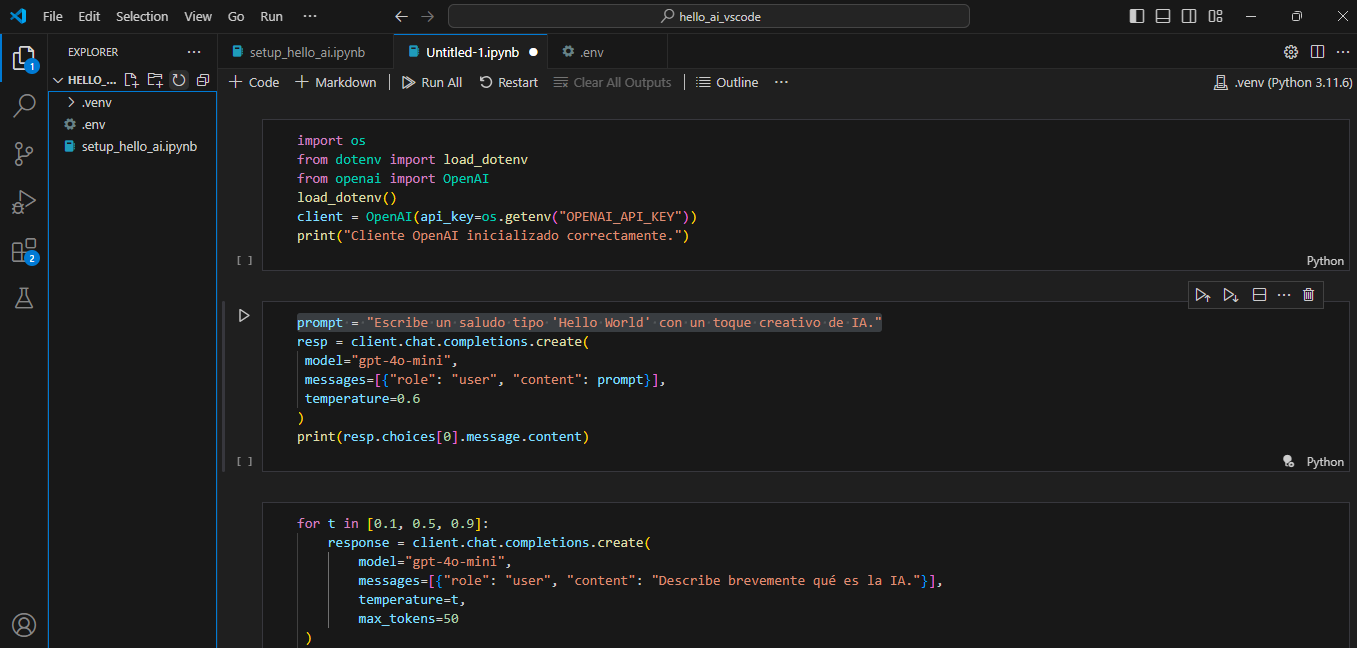 File Edit Selection View Go Run ··· hello_ai_vscode
EXPLORER ···
HELLO_...
.venv
.env
setup_hello_ai.ipynb
1
2
setup_hello_ai.ipynb Untitled-1.ipynb .env
Code Markdown Run All Restart Clear All Outputs Outline ··· .venv (Python 3.11.6)
import os
from dotenv import load_dotenv
from openai import OpenAI
load_dotenv()
client = OpenAI(api_key=os.getenv("OPENAI_API_KEY"))
print("Cliente OpenAI inicializado correctamente.")
[ ] Python
prompt = "Escribe un saludo tipo 'Hello World' con un toque creativo de IA."
resp = client.chat.completions.create(
 model="gpt-4o-mini",
 messages=[{"role": "user", "content": prompt}],
 temperature=0.6
)
print(resp.choices[0].message.content)
[ ] Python
for t in [0.1, 0.5, 0.9]:
    response = client.chat.completions.create(
        model="gpt-4o-mini",
        messages=[{"role": "user", "content": "Describe brevemente qué es la IA."}],
        temperature=t,
        max_tokens=50
 )